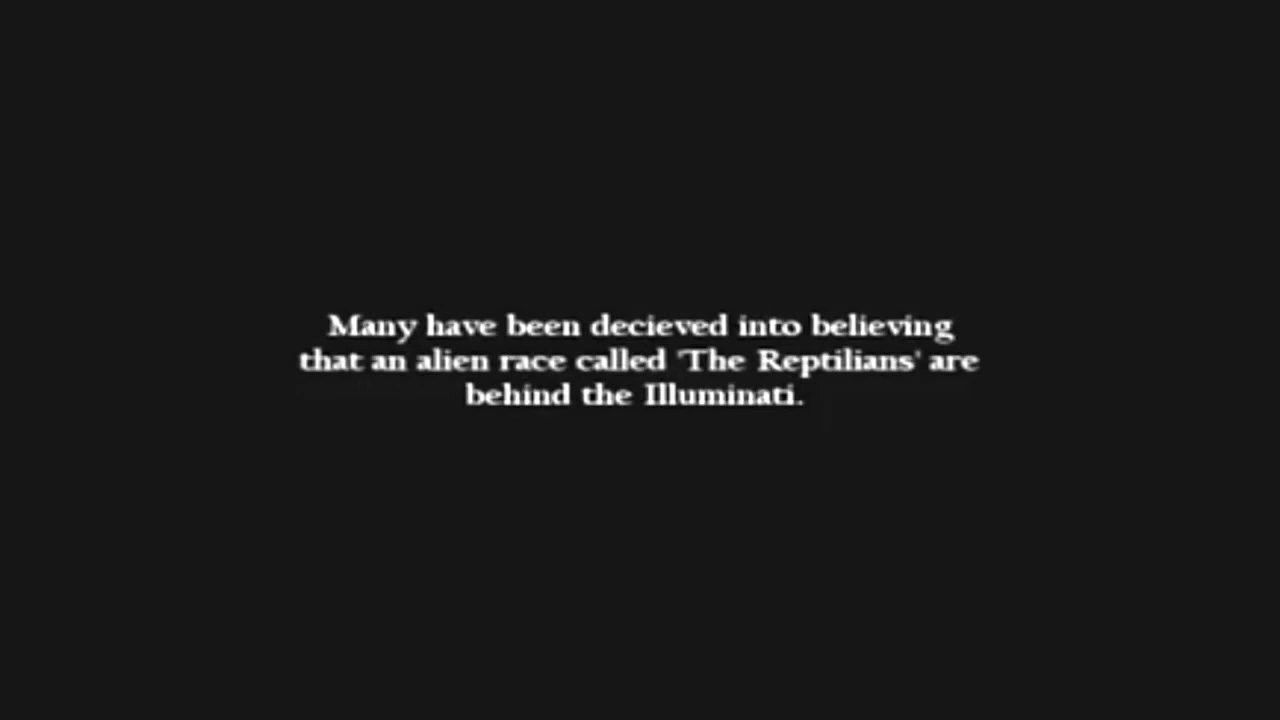 Many have been decieved into believing
that an alien race called 'The Reptilians' are
behind the Illuminati.